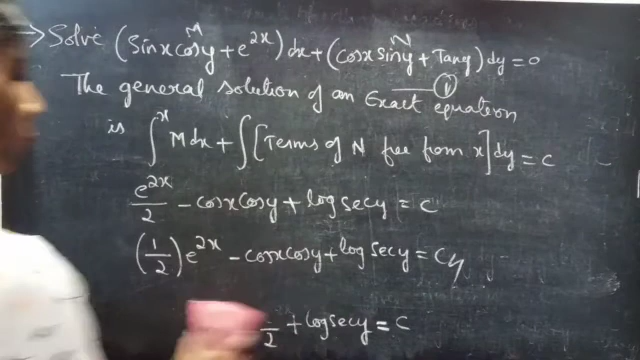 → Solve (Sinx cosy + e^{2x}) dx + (cosx siny + Tany) dy = 0
M N
①
The general solution of an Exact equation
is ∫^x M dx + ∫ [Terms of N free from x] dy = C
e^{2x}/2 - cosx cosy + log secy = C
(1/2) e^{2x} - cosx cosy + log secy = C//
2 + log secy = C